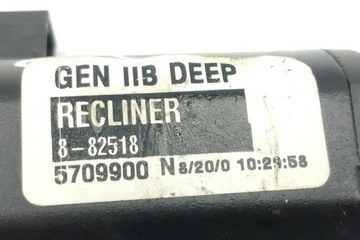 GEN IIB DEEP
RECLINER
8-82518
5709900 N 8/20/0 10:29:58